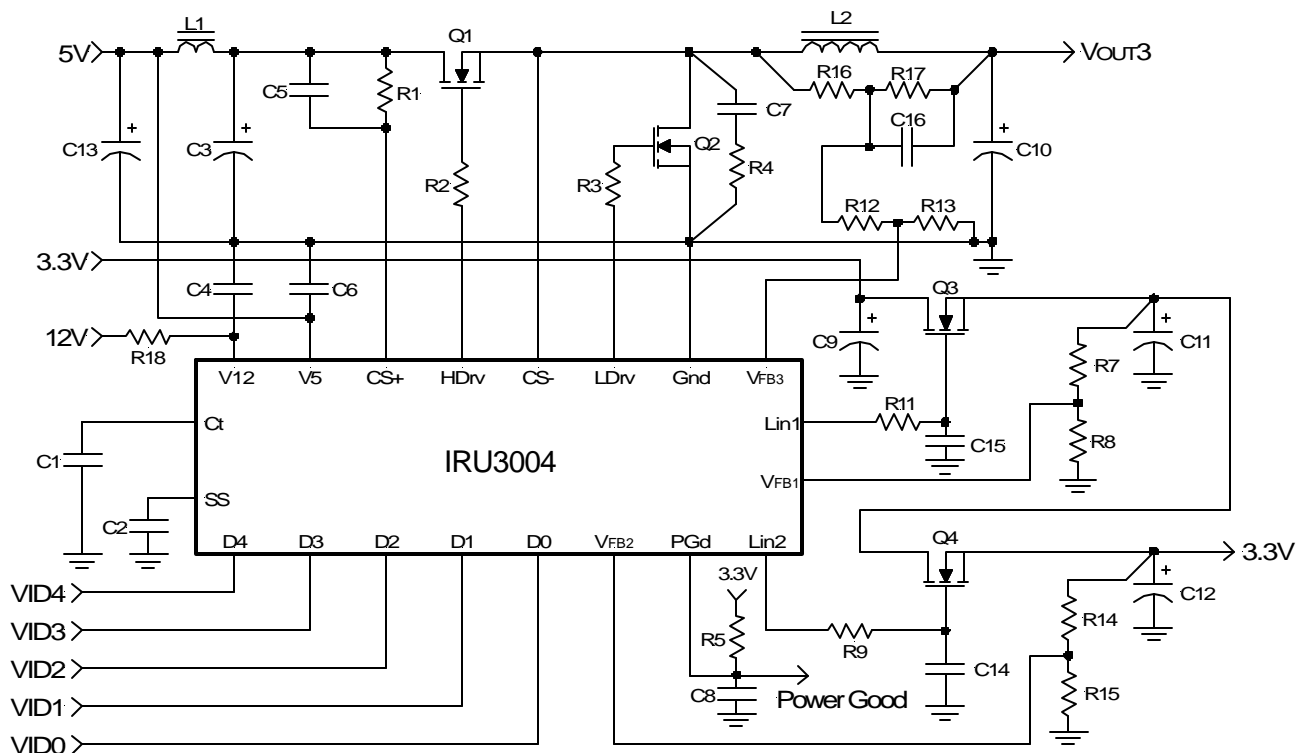 L1
Q1
L2
5V
VOUT3
R16
R17
C5
R1
C7
C16
C13
C3
Q2
C10
R2
R3
R4
R12
R13
3.3V
C4
C6
Q3
12V
R18
C9
C11
R7
V12
V5
CS+
HDrv
CS-
LDrv
Gnd
VFB3
Ct
Lin1
R11
C15
R8
C1
IRU3004
SS
VFB1
C2
D4
D3
D2
D1
D0
VFB2
PGd
Lin2
Q4
3.3V
3.3V
VID4
C12
VID3
R5
R9
R14
VID2
C14
C8
Power Good
R15
VID1
VID0